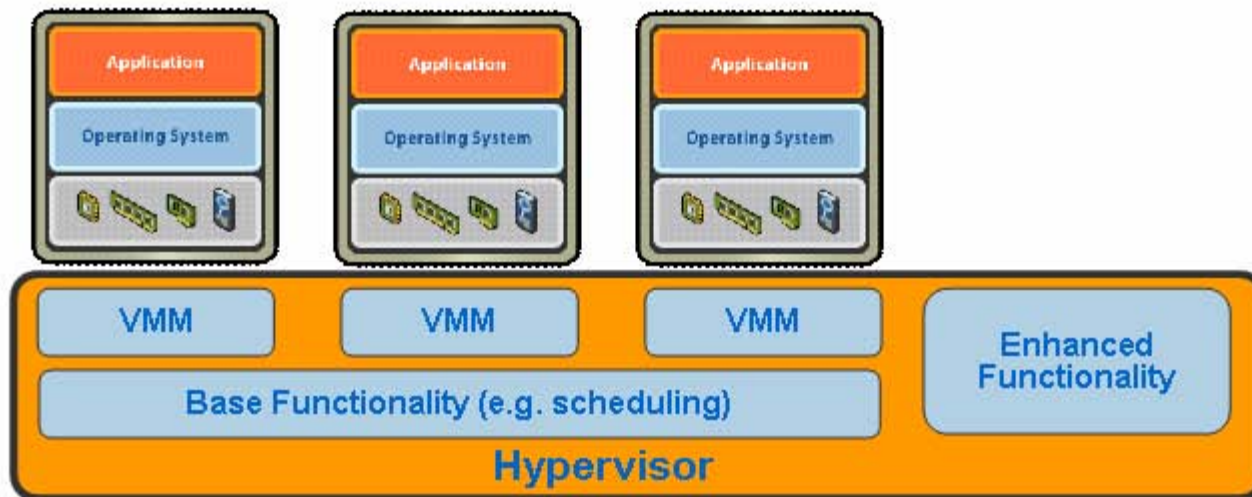 Application
Application
Application
Operating System
Operating System
Operating System
VMM
VMM
VMM
Enhanced
Functionality
Base Functionality (e.g. scheduling)
Hypervisor